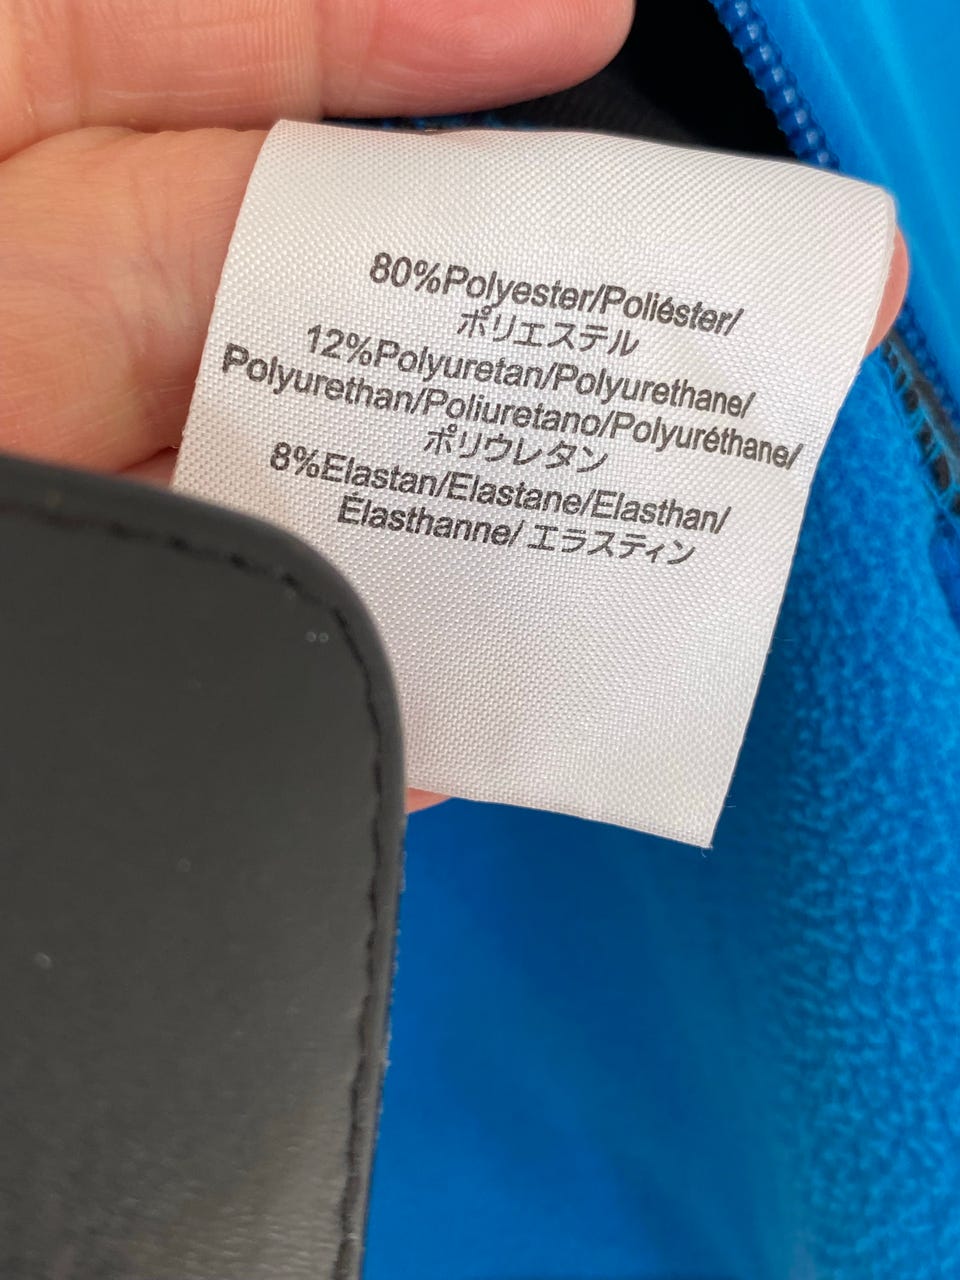 80%Polyester/Poliéster/
ポリエステル
12%Polyuretan/Polyurethane/
Polyurethan/Poliuretano/Polyuréthane/
ポリウレタン
8%Elastan/Elastane/Elasthan/
Élasthanne/ エラスティン